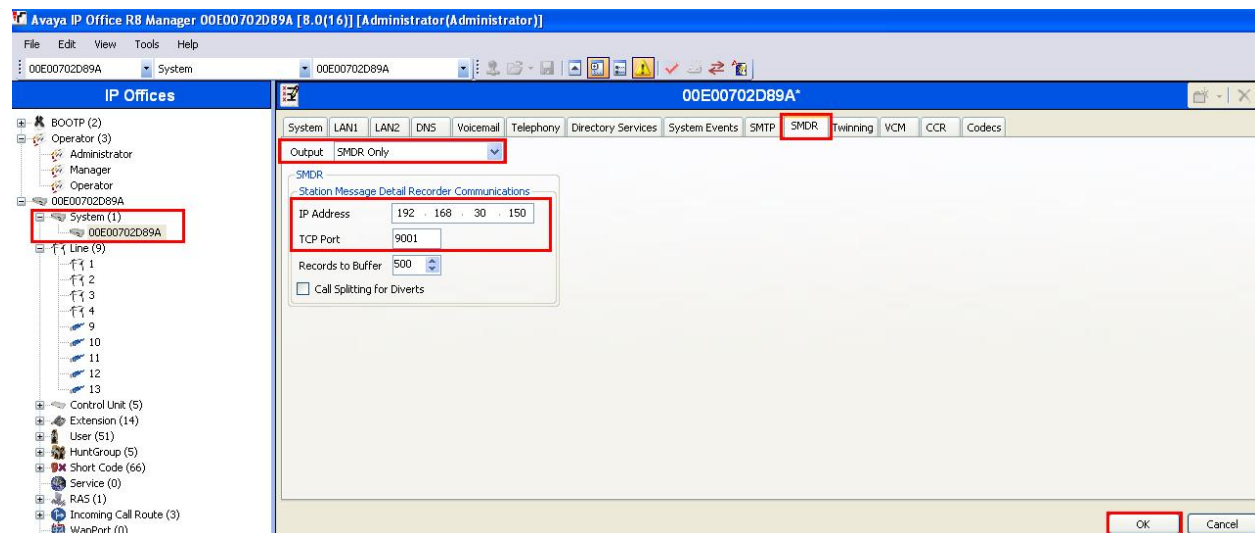 Avaya IP Office R8 Manager 00E00702D89A [8.0(16)] [Administrator(Administrator)]
File Edit View Tools Help
00E00702D89A System 00E00702D89A
IP Offices
00E00702D89A*
BOOTP (2)
Operator (3)
Administrator
Manager
Operator
00E00702D89A
System (1)
00E00702D89A
Line (9)
1
2
3
4
9
10
11
12
13
Control Unit (5)
Extension (14)
User (51)
HuntGroup (5)
Short Code (66)
Service (0)
RAS (1)
Incoming Call Route (3)
WanPort (0)
System LAN1 LAN2 DNS Voicemail Telephony Directory Services System Events SMTP SMDR Twinning VCM CCR Codecs
Output SMDR Only
SMDR
Station Message Detail Recorder Communications
IP Address 192 . 168 . 30 . 150
TCP Port 9001
Records to Buffer 500
Call Splitting for Diverts
OK Cancel